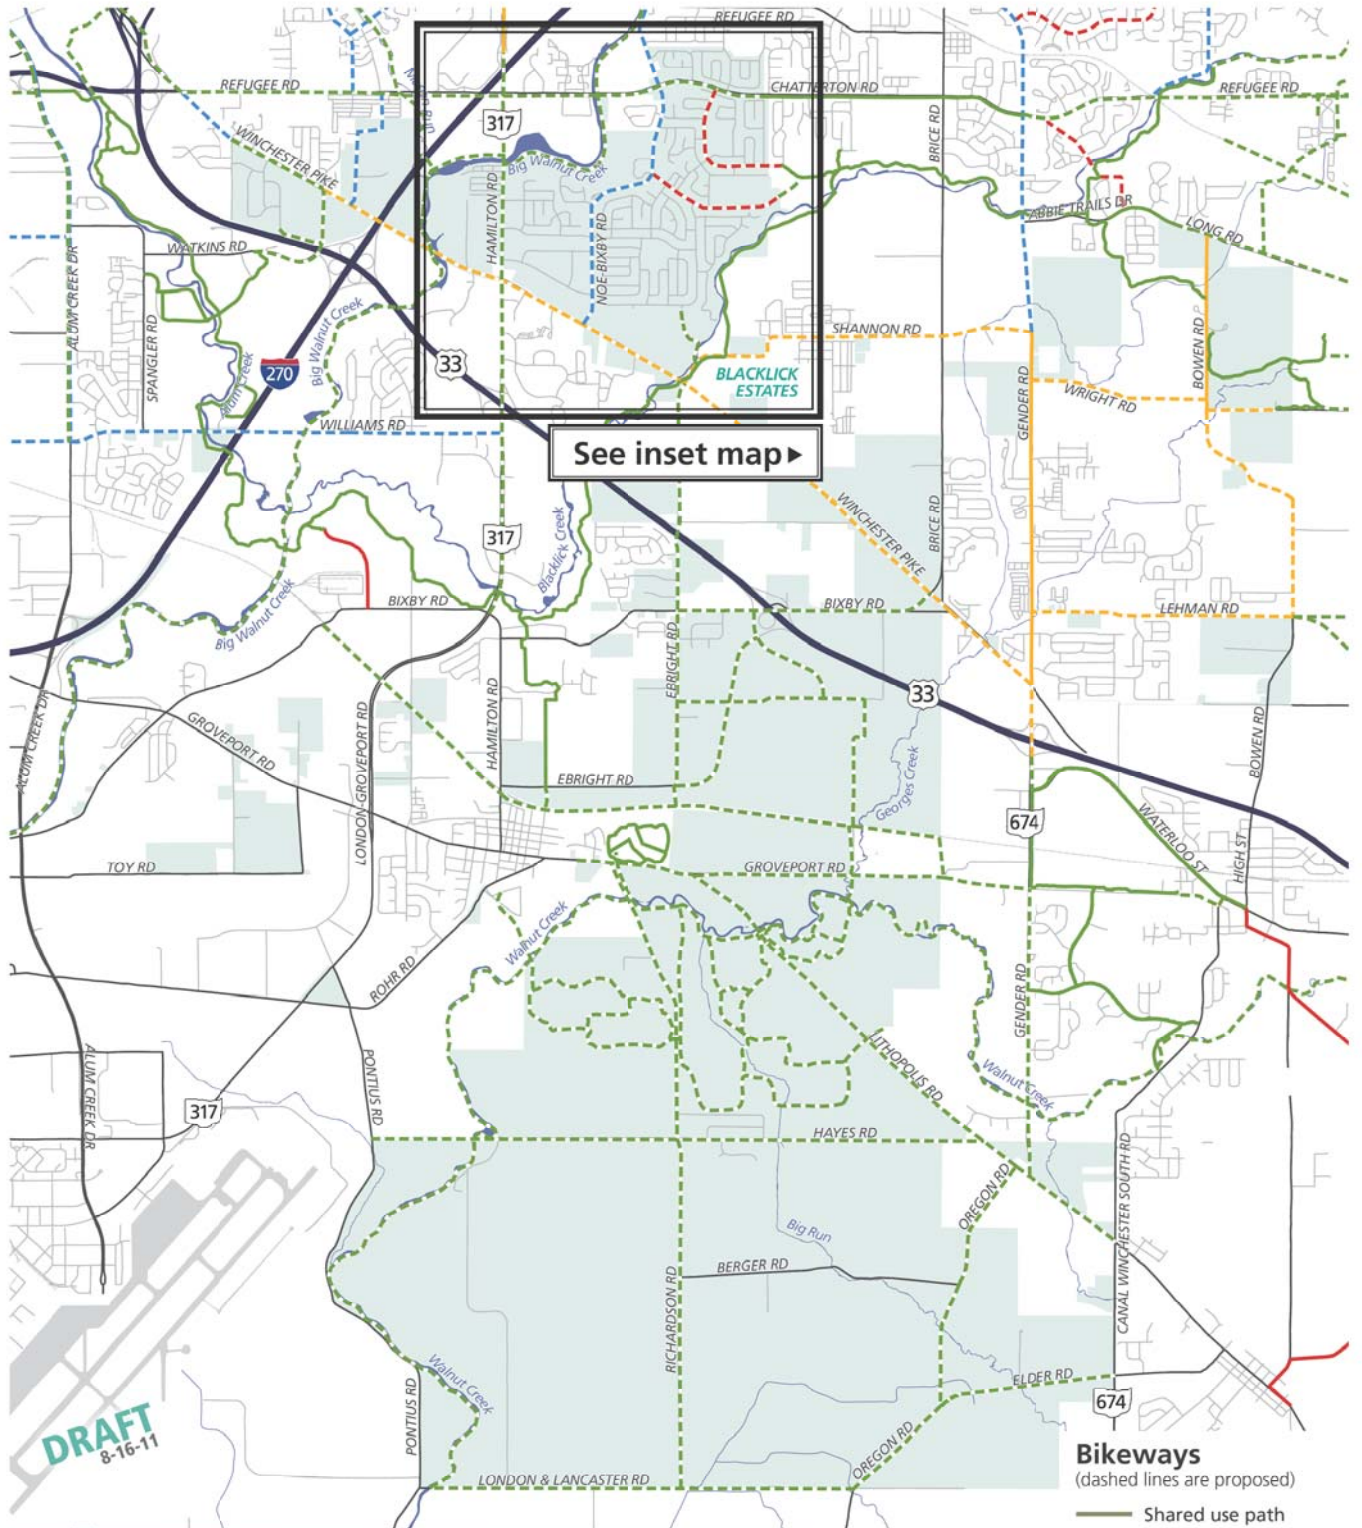 REFUGEE RD
REFUGEE RD
CHATTERTON RD
REFUGEE RD
317
BRICE RD
WINCHESTER PIKE
Big Walnut Creek
HAMILTON RD
NOE-BIXBY RD
ABBIE TRAILS DR
LONG RD
WATKINS RD
ALUM CREEK DR
SPANGLER RD
Big Walnut Creek
Alum Creek
270
33
SHANNON RD
BLACKLICK
ESTATES
GENDER RD
WRIGHT RD
BOWEN RD
WILLIAMS RD
See inset map
317
Blacklick Creek
WINCHESTER PIKE
BRICE RD
Big Walnut Creek
BIXBY RD
BIXBY RD
LEHMAN RD
EBRIGHT RD
33
ALUM CREEK DR
GROVEPORT RD
LONDON-GROVEPORT RD
HAMILTON RD
EBRIGHT RD
Georges Creek
BOWEN RD
674
WATERLOO ST
HIGH ST
TOY RD
GROVEPORT RD
Walnut Creek
ROHR RD
GENDER RD
LITHOPOLIS RD
Walnut Creek
ALUM CREEK DR
317
PONTIUS RD
HAYES RD
OREGON RD
CANAL WINCHESTER SOUTH RD
Big Run
BERGER RD
RICHARDSON RD
Walnut Creek
ELDER RD
674
PONTIUS RD
DRAFT
8-16-11
OREGON RD
LONDON & LANCASTER RD
Bikeways
(dashed lines are proposed)
Shared use path